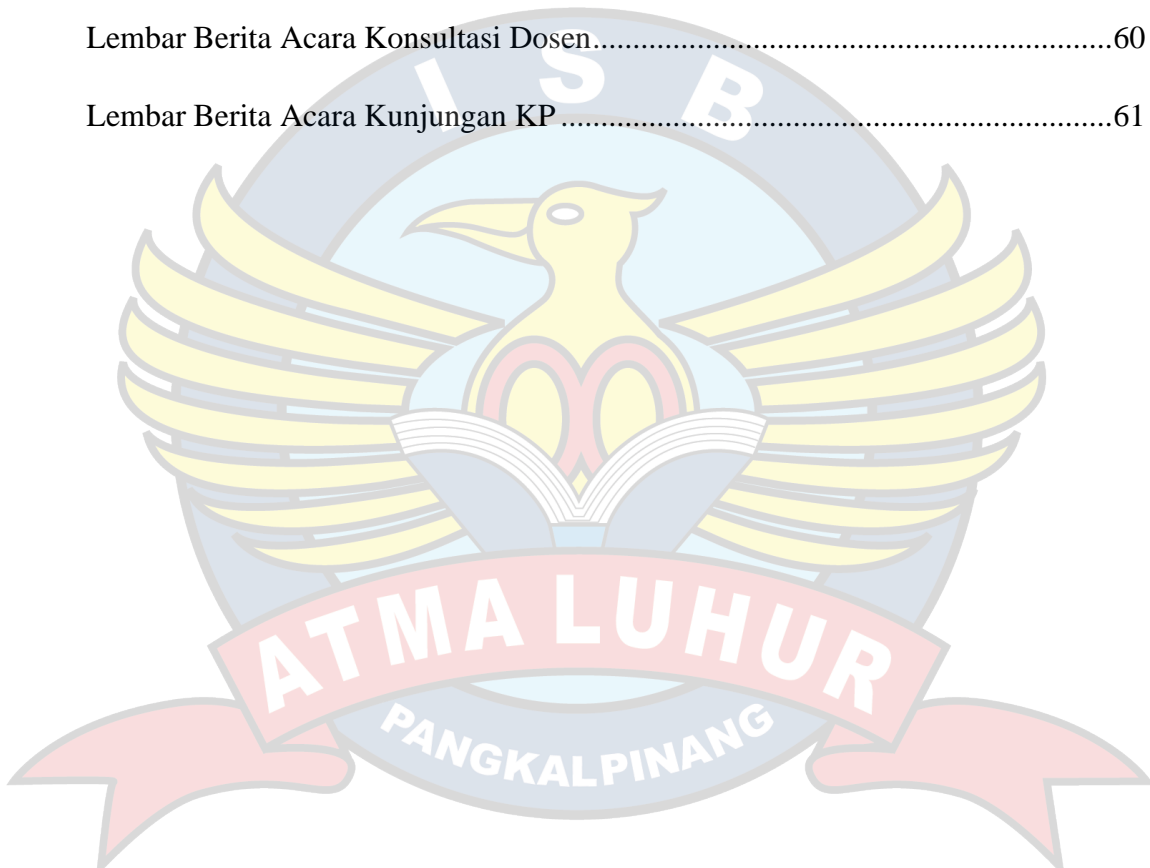 Lembar Berita Acara Konsultasi Dosen.....................................................................60
Lembar Berita Acara Kunjungan KP .........................................................................61
I S B
ATMA LUHUR
PANGKALPINANG